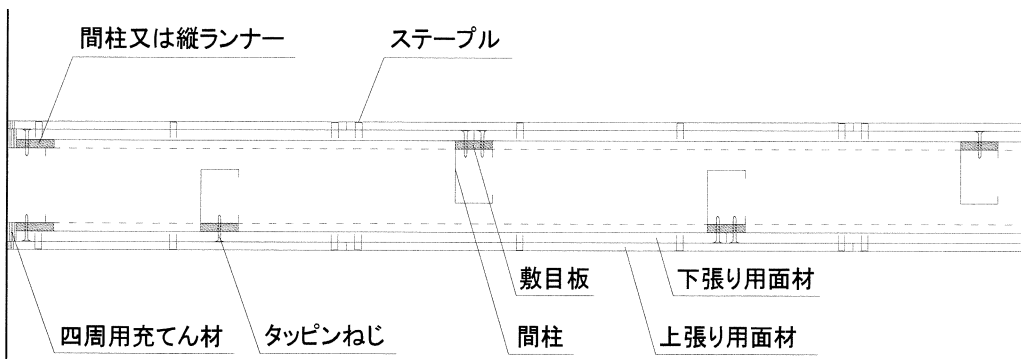 間柱又は縦ランナー
ステープル
敷目板
下張り用面材
四周用充てん材
タッピンねじ
間柱
上張り用面材